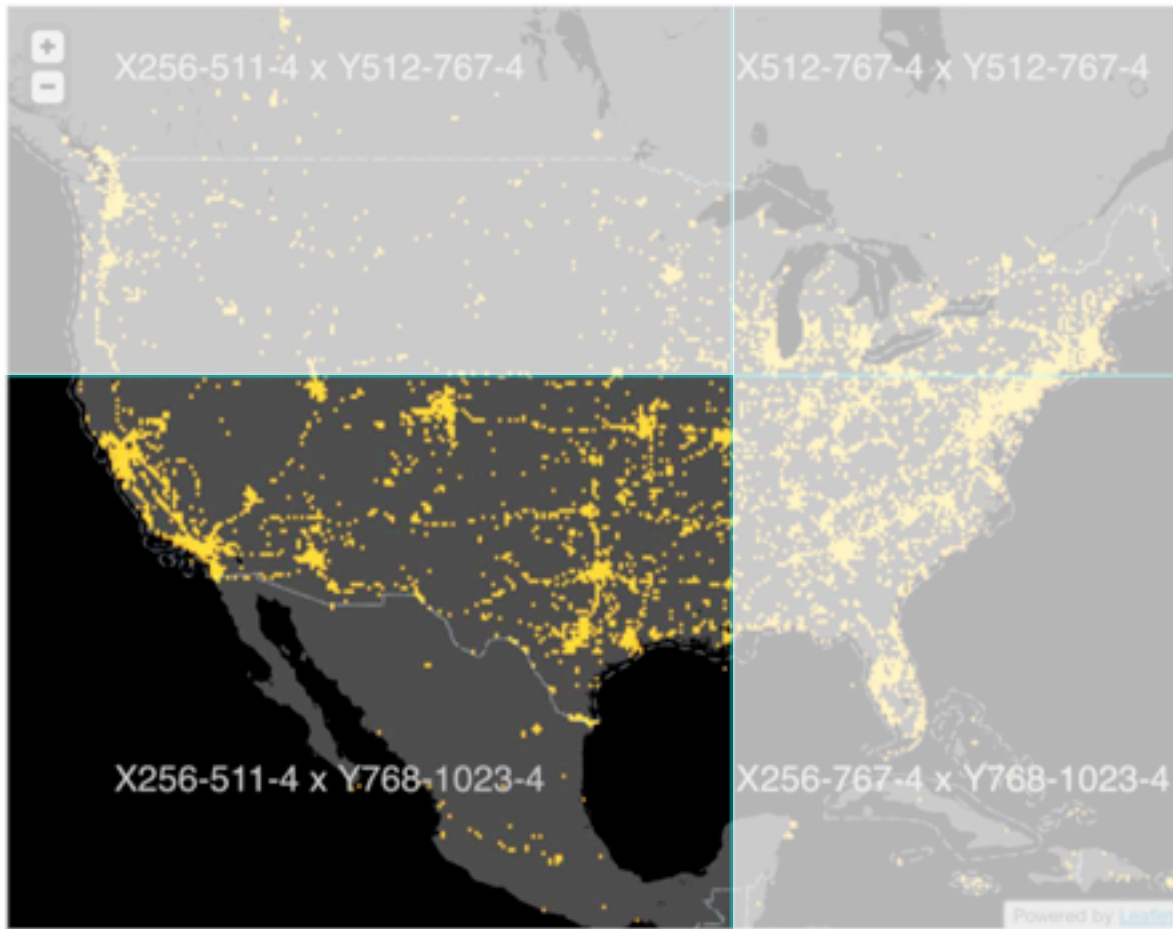 +
X256-511-4 x Y512-767-4
X512-767-4 x Y512-767-4
−
X256-511-4 x Y768-1023-4
X256-767-4 x Y768-1023-4
Powered by Leaflet